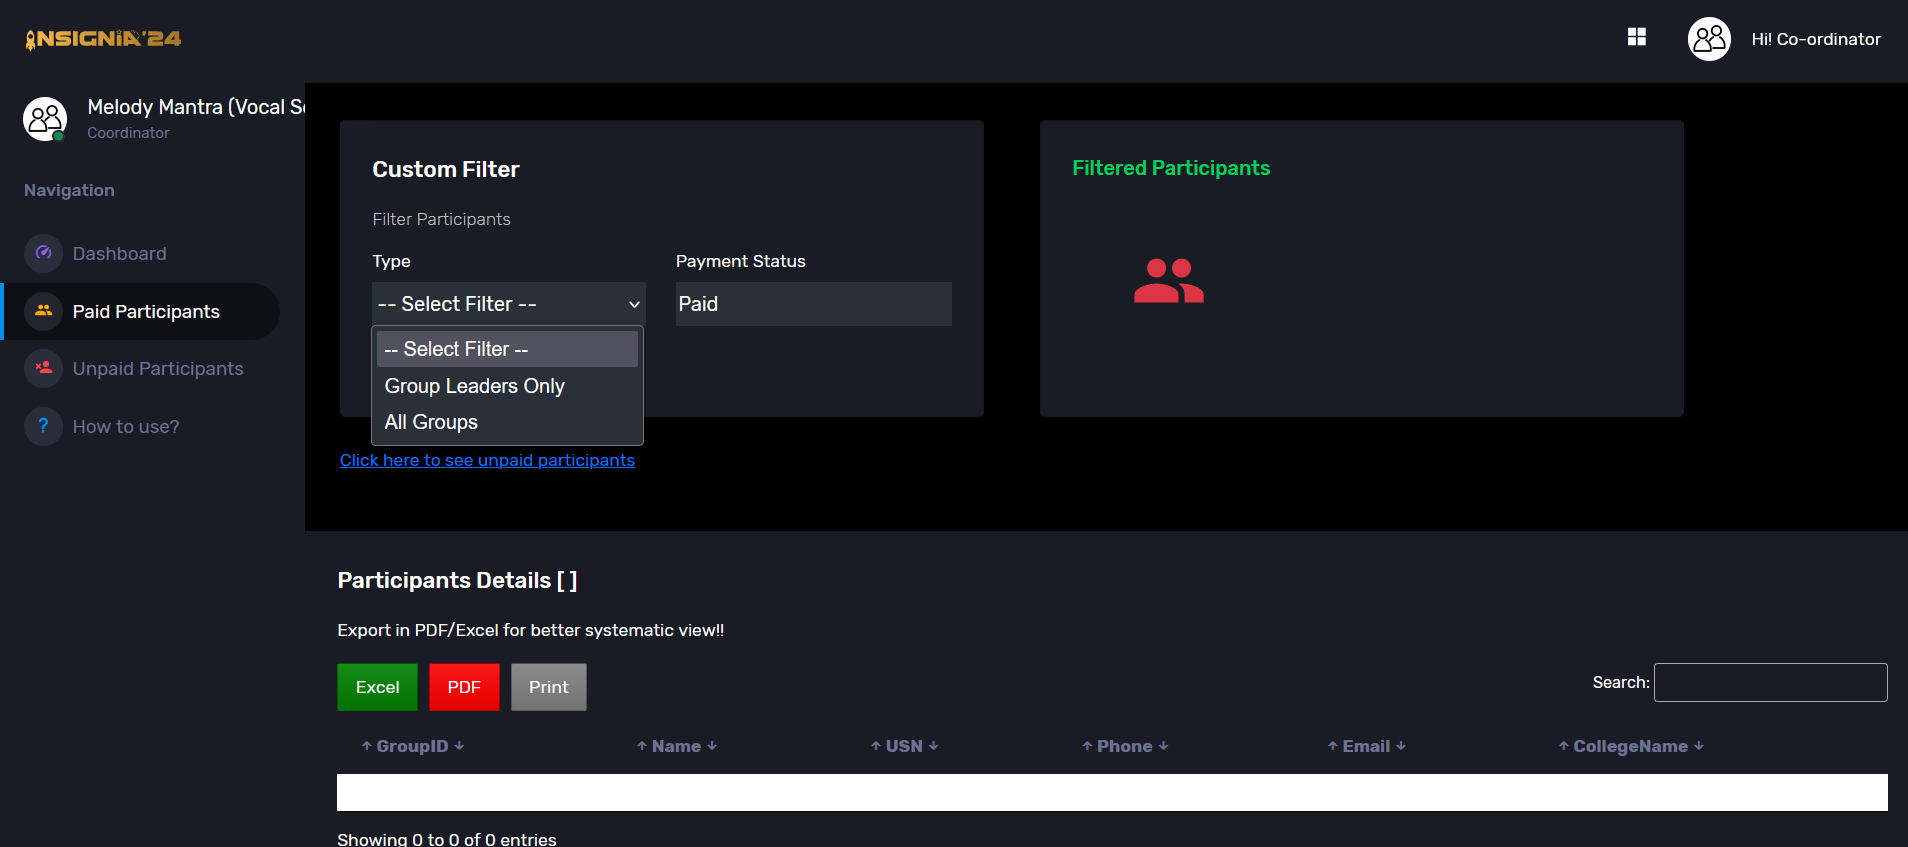 INSIGNIA'24
Hi! Co-ordinator
Melody Mantra (Vocal So
Coordinator
Navigation
Dashboard
Paid Participants
Unpaid Participants
? How to use?
Custom Filter
Filter Participants
Type
-- Select Filter --
-- Select Filter --
Group Leaders Only
All Groups
Payment Status
Paid
Click here to see unpaid participants
Filtered Participants
Participants Details [ ]
Export in PDF/Excel for better systematic view!!
Excel PDF Print
Search:
↑ GroupID ↓ ↑ Name ↓ ↑ USN ↓ ↑ Phone ↓ ↑ Email ↓ ↑ CollegeName ↓
Showing 0 to 0 of 0 entries